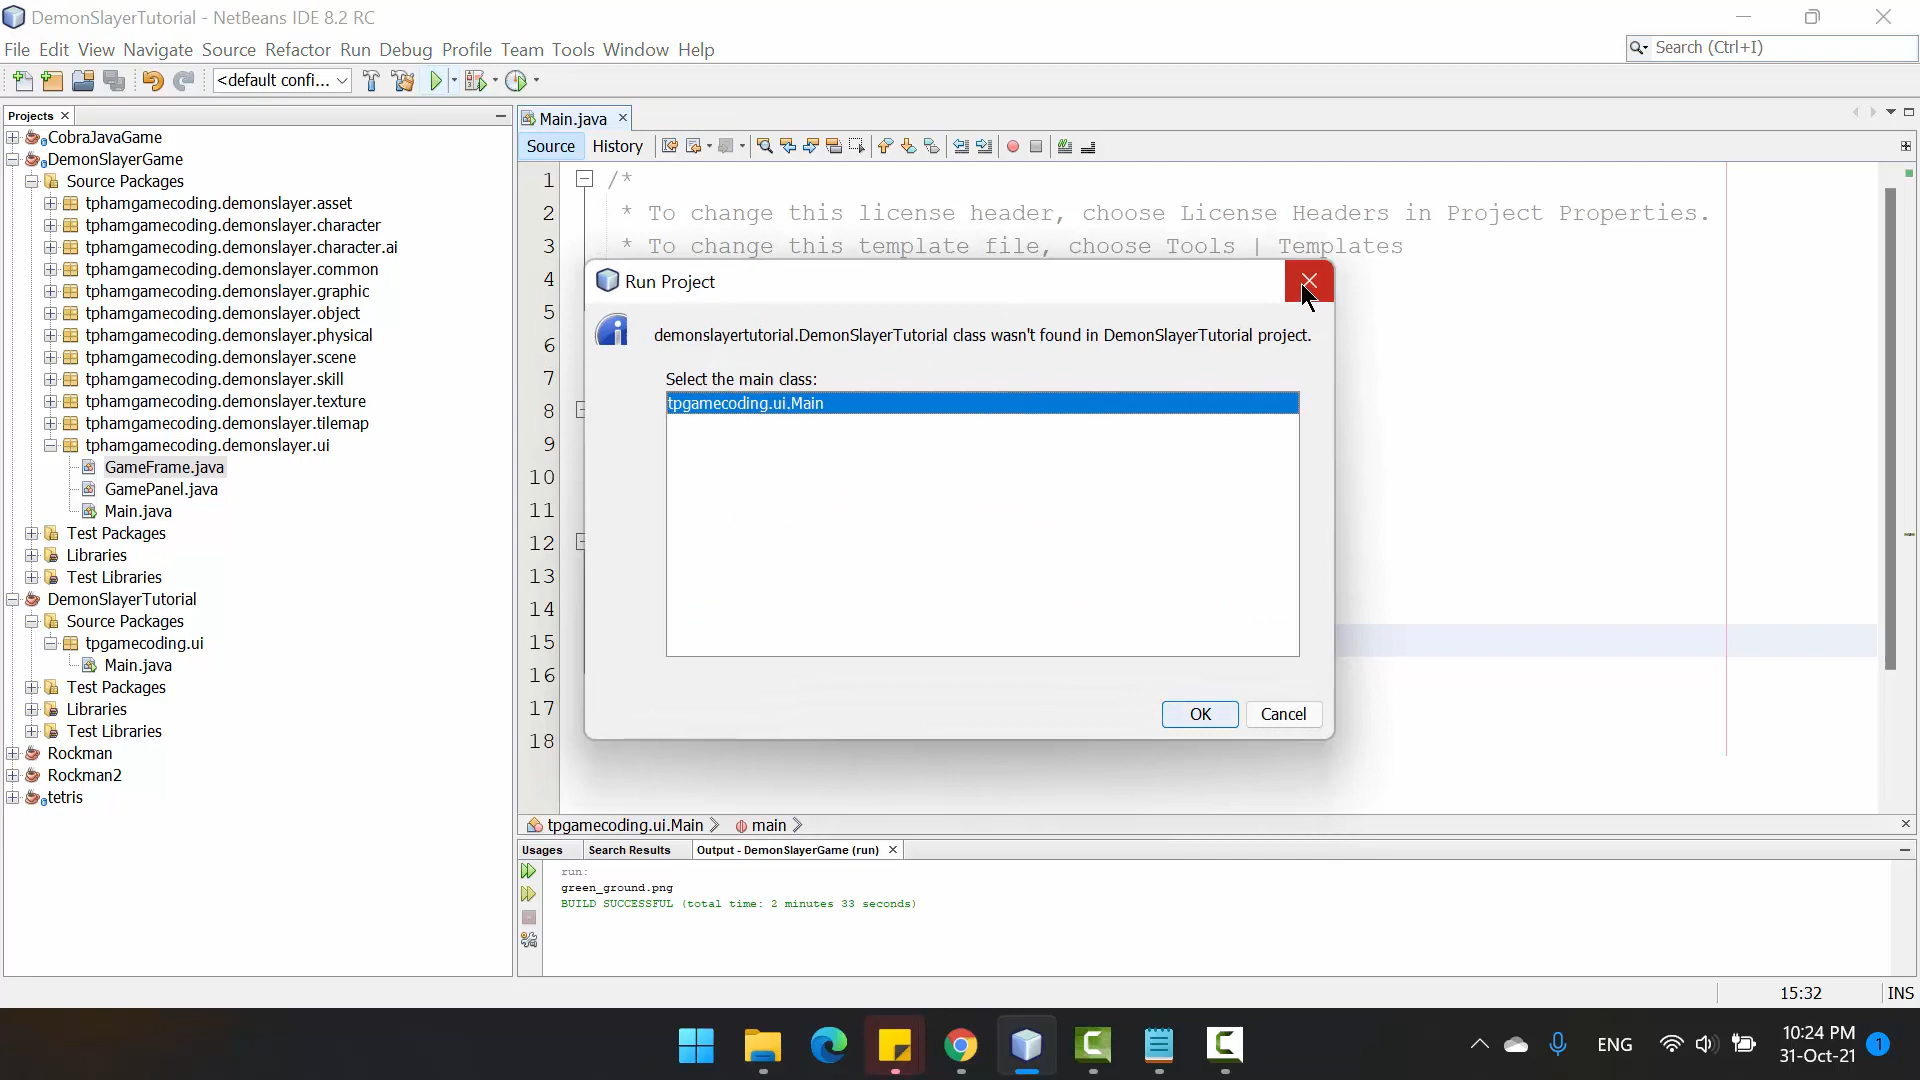 DemonSlayerTutorial - NetBeans IDE 8.2 RC
File Edit View Navigate Source Refactor Run Debug Profile Team Tools Window Help
Search (Ctrl+I)
<default confi...
Projects
CobraJavaGame
DemonSlayerGame
Source Packages
tphamgamecoding.demonslayer.asset
tphamgamecoding.demonslayer.character
tphamgamecoding.demonslayer.character.ai
tphamgamecoding.demonslayer.common
tphamgamecoding.demonslayer.graphic
tphamgamecoding.demonslayer.object
tphamgamecoding.demonslayer.physical
tphamgamecoding.demonslayer.scene
tphamgamecoding.demonslayer.skill
tphamgamecoding.demonslayer.texture
tphamgamecoding.demonslayer.tilemap
tphamgamecoding.demonslayer.ui
GameFrame.java
GamePanel.java
Main.java
Test Packages
Libraries
Test Libraries
DemonSlayerTutorial
Source Packages
tpgamecoding.ui
Main.java
Test Packages
Libraries
Test Libraries
Rockman
Rockman2
tetris
Main.java
Source History
1 /*
2 * To change this license header, choose License Headers in Project Properties.
3 * To change this template file, choose Tools | Templates
4
5
6
7
8
9
10
11
12
13
14
15
16
17
18
Run Project
demonslayertutorial.DemonSlayerTutorial class wasn't found in DemonSlayerTutorial project.
Select the main class:
tpgamecoding.ui.Main
OK Cancel
tpgamecoding.ui.Main main
Usages Search Results Output - DemonSlayerGame (run)
run:
green_ground.png
BUILD SUCCESSFUL (total time: 2 minutes 33 seconds)
15:32 INS
ENG
10:24 PM
31-Oct-21
1